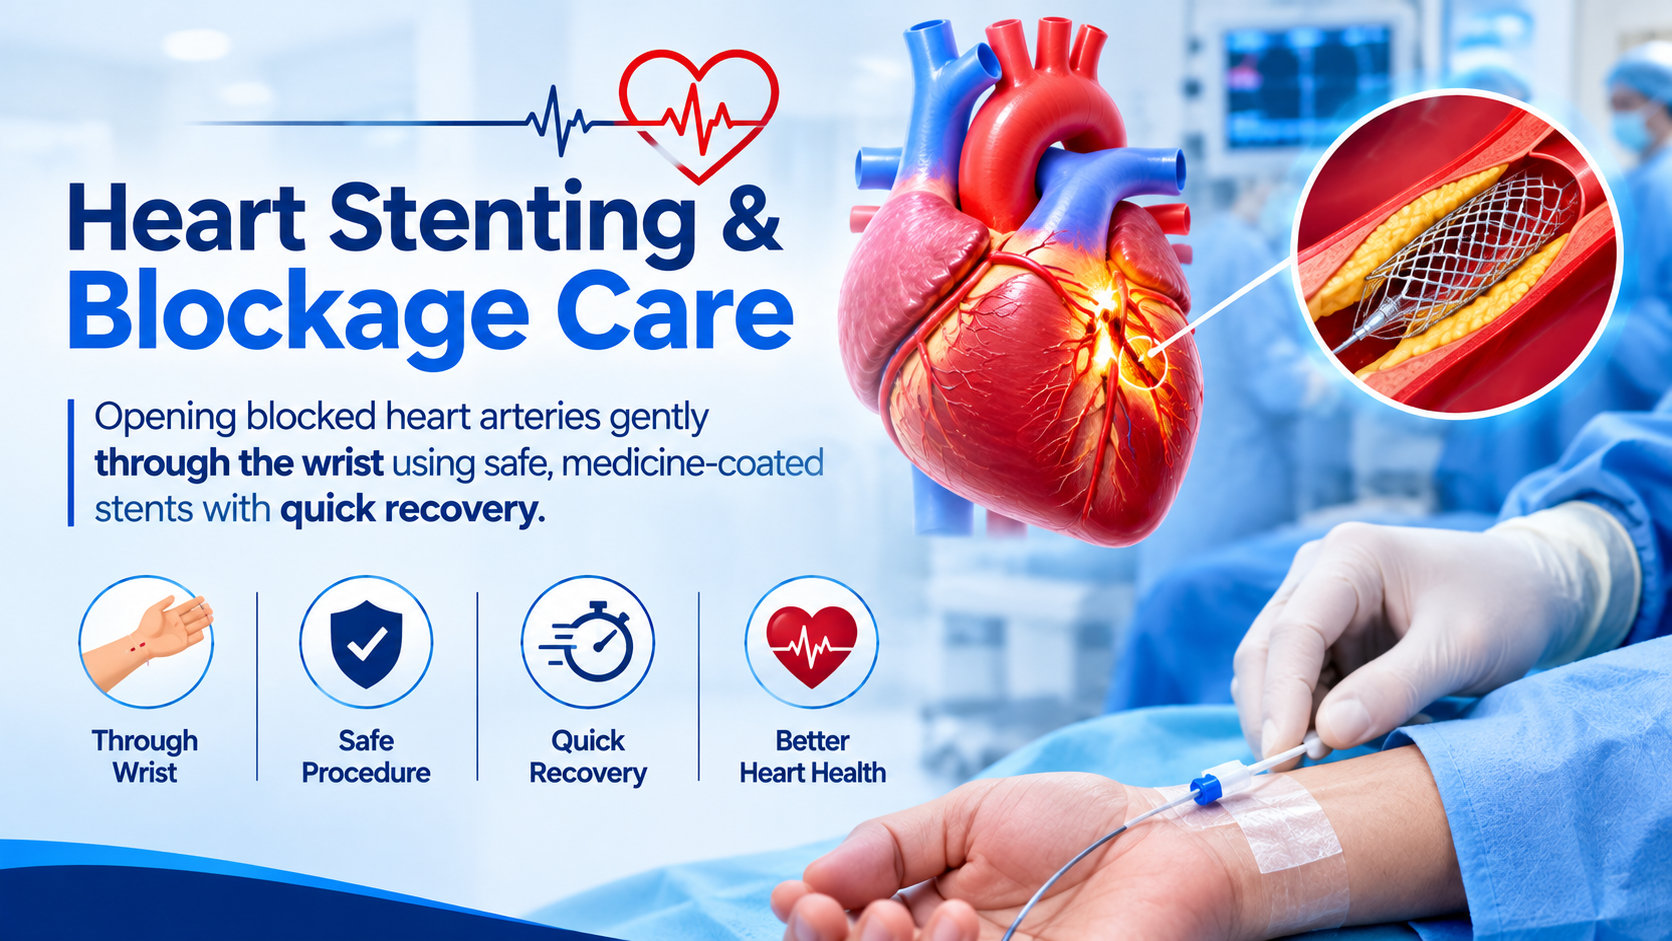 Heart Stenting &
Blockage Care
Opening blocked heart arteries gently
through the wrist using safe, medicine-coated
stents with quick recovery.
Through
Wrist
Safe
Procedure
Quick
Recovery
Better
Heart Health